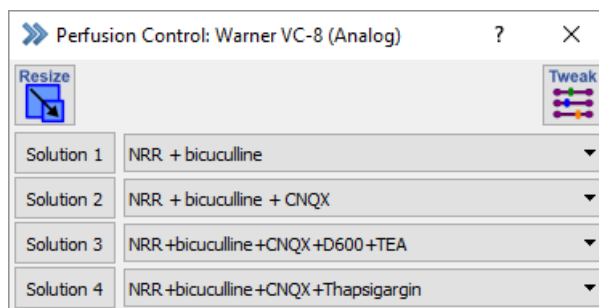 Perfusion Control: Warner VC-8 (Analog) ?
Resize Tweak
Solution 1 NRR + bicuculline
Solution 2 NRR + bicuculline + CNQX
Solution 3 NRR+bicuculline+CNQX+D600+TEA
Solution 4 NRR+bicuculline+CNQX+Thapsigargin